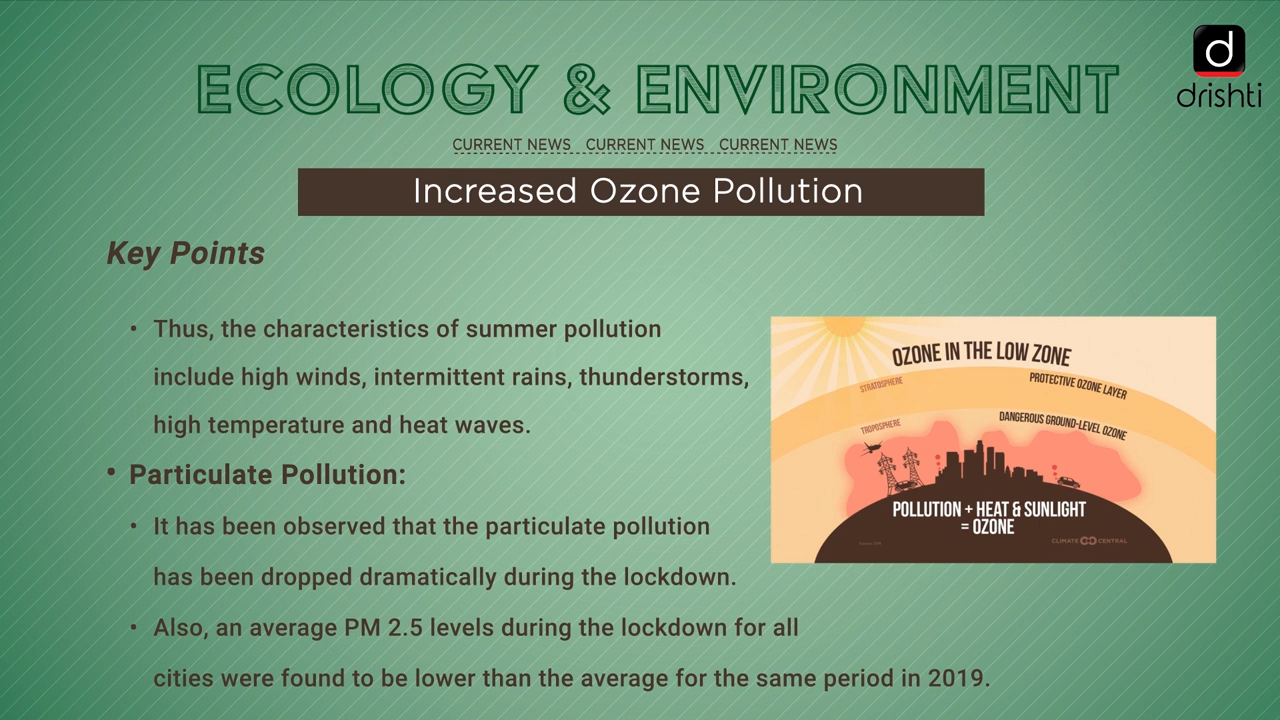 ECOLOGY & ENVIRONMENT
d
drishti
CURRENT NEWS CURRENT NEWS CURRENT NEWS
Increased Ozone Pollution
Key Points
• Thus, the characteristics of summer pollution
include high winds, intermittent rains, thunderstorms,
high temperature and heat waves.
• Particulate Pollution:
• It has been observed that the particulate pollution
has been dropped dramatically during the lockdown.
• Also, an average PM 2.5 levels during the lockdown for all
cities were found to be lower than the average for the same period in 2019.
OZONE IN THE LOW ZONE
STRATOSPHERE
PROTECTIVE OZONE LAYER
TROPOSPHERE
DANGEROUS GROUND-LEVEL OZONE
POLLUTION + HEAT & SUNLIGHT
= OZONE
CLIMATE CENTRAL